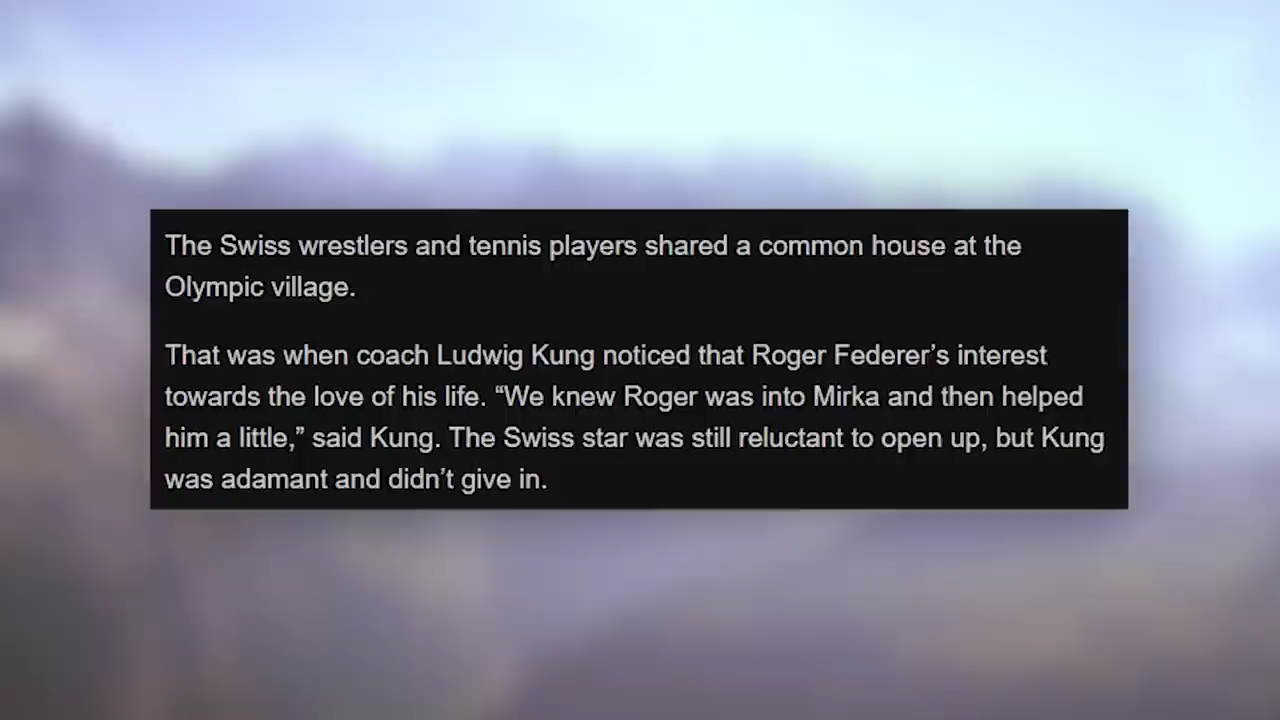 The Swiss wrestlers and tennis players shared a common house at the
Olympic village.
That was when coach Ludwig Kung noticed that Roger Federer’s interest
towards the love of his life. “We knew Roger was into Mirka and then helped
him a little,” said Kung. The Swiss star was still reluctant to open up, but Kung
was adamant and didn’t give in.